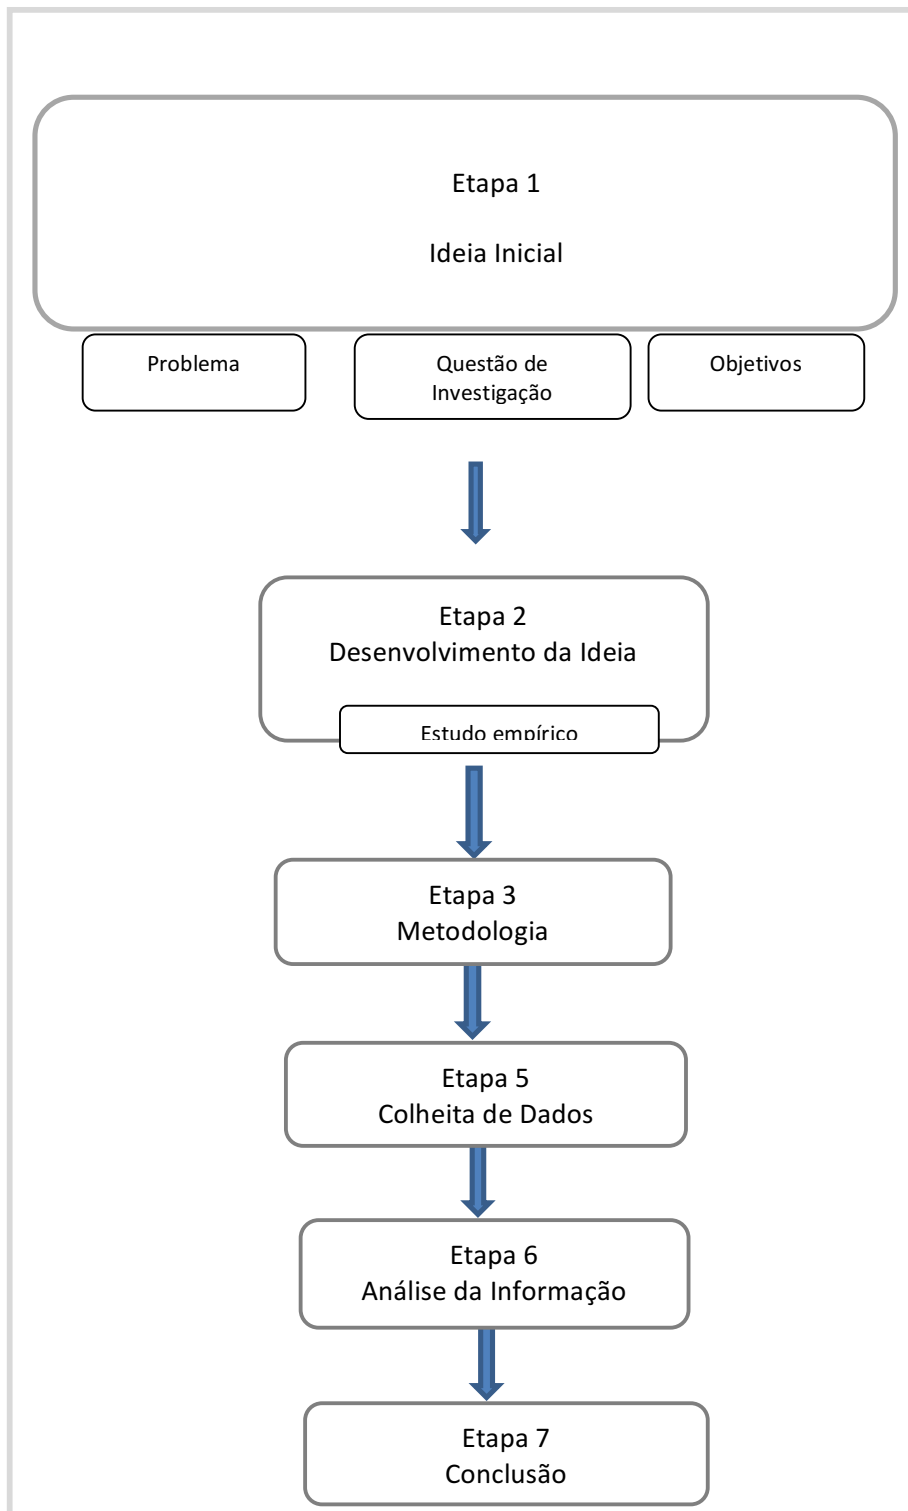 Etapa 1
Ideia Inicial
Problema
Questão de
Investigação
Objetivos
Etapa 2
Desenvolvimento da Ideia
Estudo empírico
Etapa 3
Metodologia
Etapa 5
Colheita de Dados
Etapa 6
Análise da Informação
Etapa 7
Conclusão